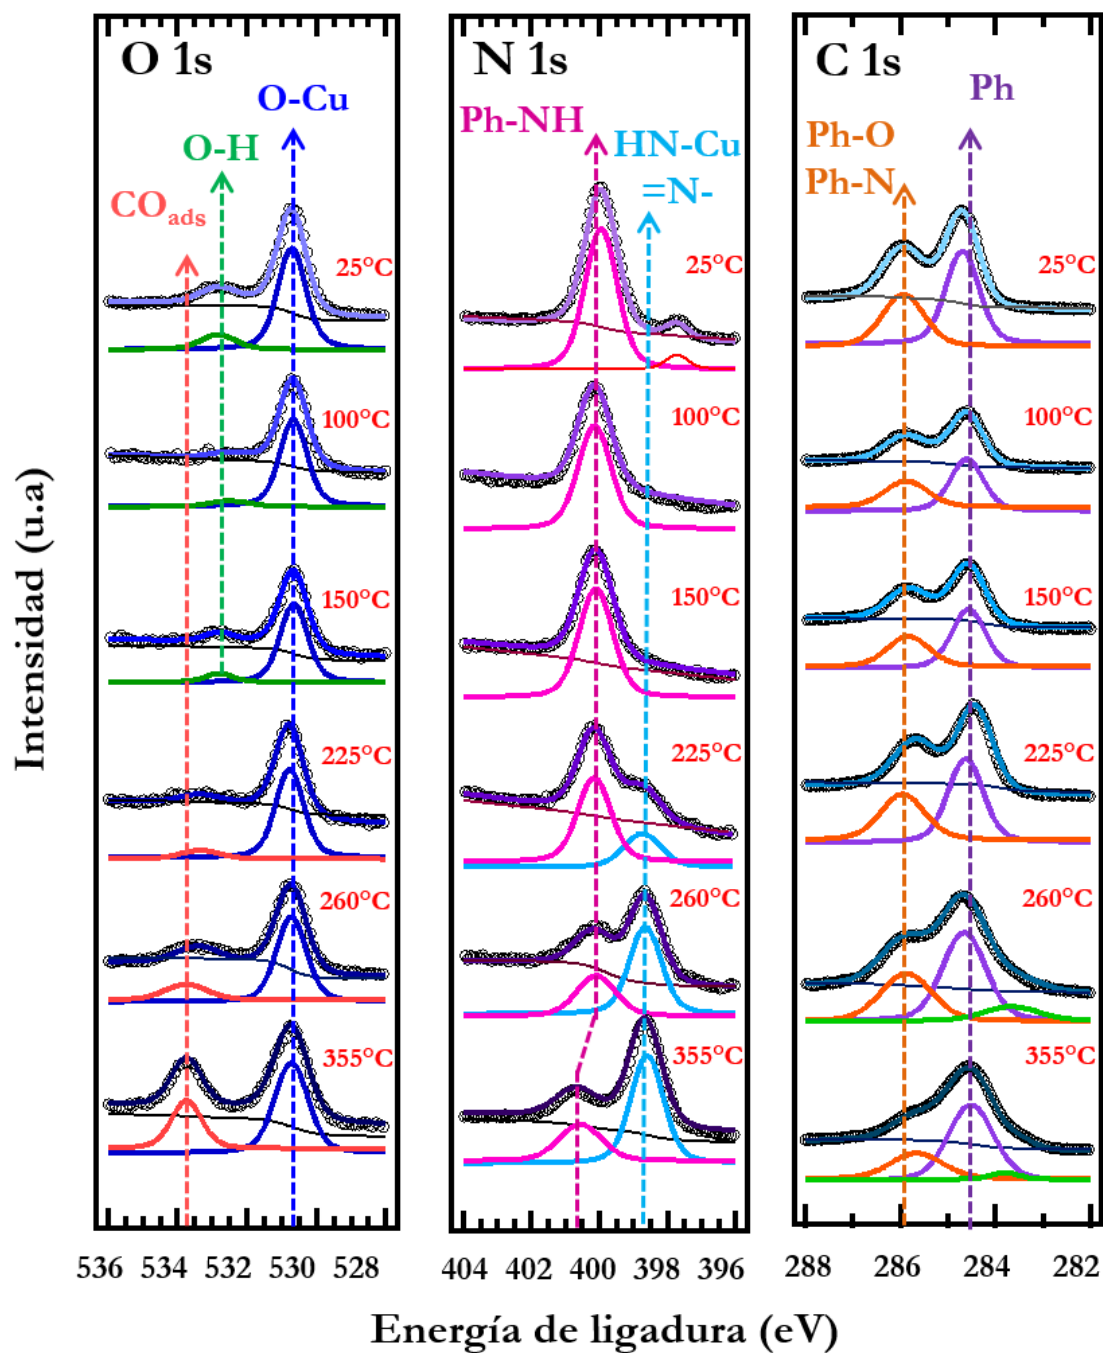 O 1s
O-Cu
O-H
CO_ads
25°C
100°C
150°C
225°C
260°C
355°C
536 534 532 530 528
N 1s
Ph-NH
HN-Cu
=N-
25°C
100°C
150°C
225°C
260°C
355°C
404 402 400 398 396
C 1s
Ph
Ph-O
Ph-N
25°C
100°C
150°C
225°C
260°C
355°C
288 286 284 282
Intensidad (u.a)
Energía de ligadura (eV)